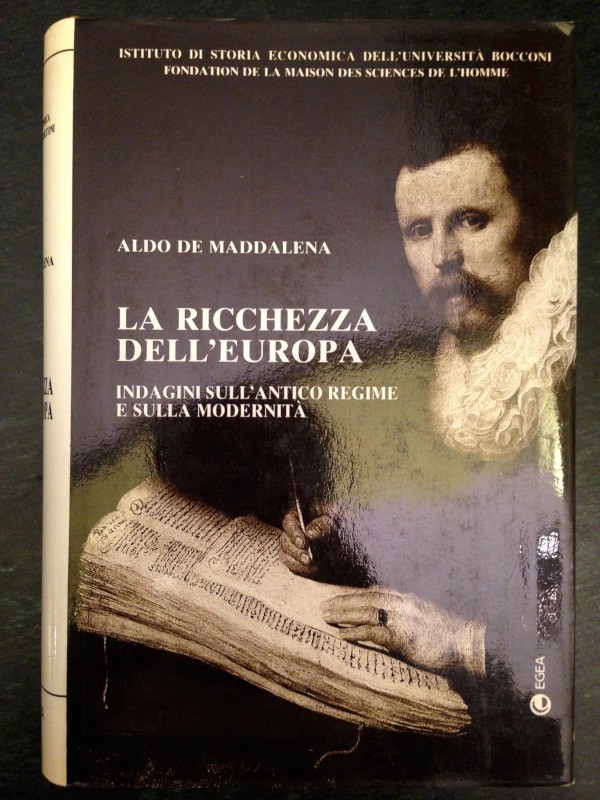 ISTITUTO DI STORIA ECONOMICA DELL'UNIVERSITÀ BOCCONI
FONDATION DE LA MAISON DES SCIENCES DE L'HOMME
ALDO DE MADDALENA
LA RICCHEZZA
DELL'EUROPA
INDAGINI SULL'ANTICO REGIME
E SULLA MODERNITÀ
EGEA